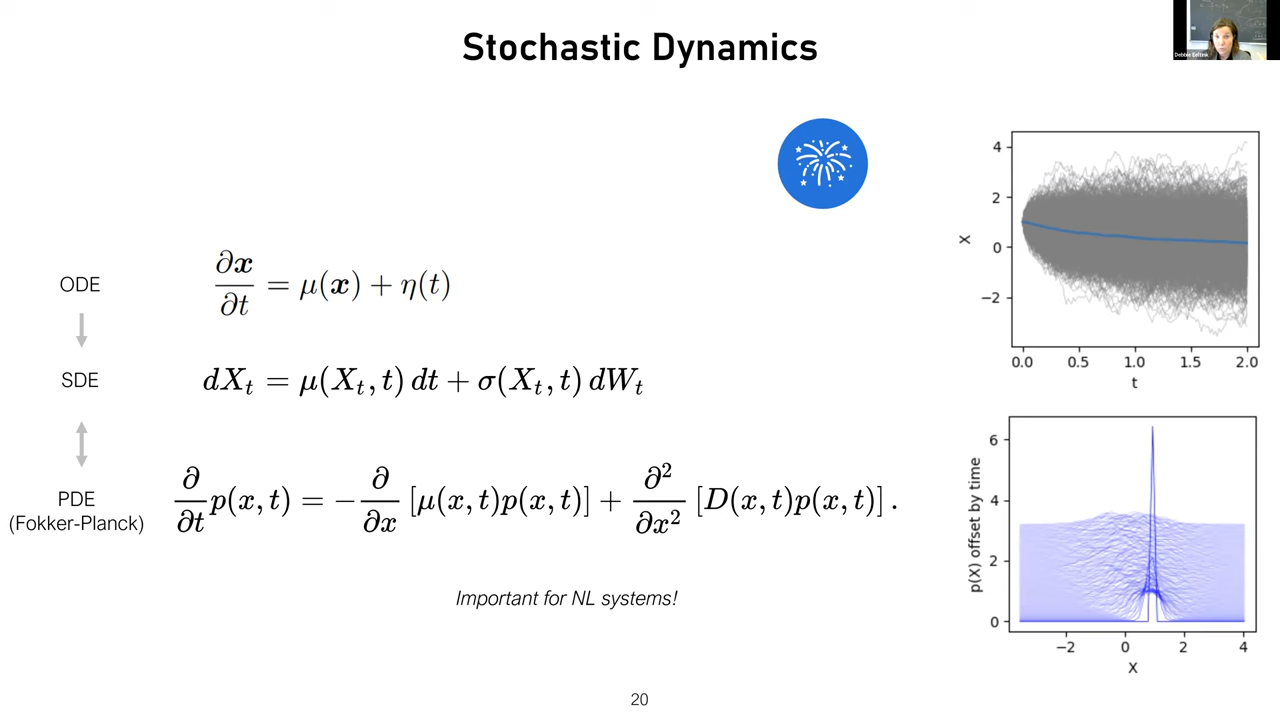 Stochastic Dynamics
Debbie Eeltink
ODE
∂x/∂t = μ(x) + η(t)
SDE
dX_t = μ(X_t, t) dt + σ(X_t, t) dW_t
PDE
(Fokker-Planck)
∂/∂t p(x, t) = −∂/∂x [μ(x, t)p(x, t)] + ∂²/∂x² [D(x, t)p(x, t)] .
Important for NL systems!
X
4
2
0
−2
0.0 0.5 1.0 1.5 2.0
t
p(X) offset by time
6
4
2
0
−2 0 2 4
X
20